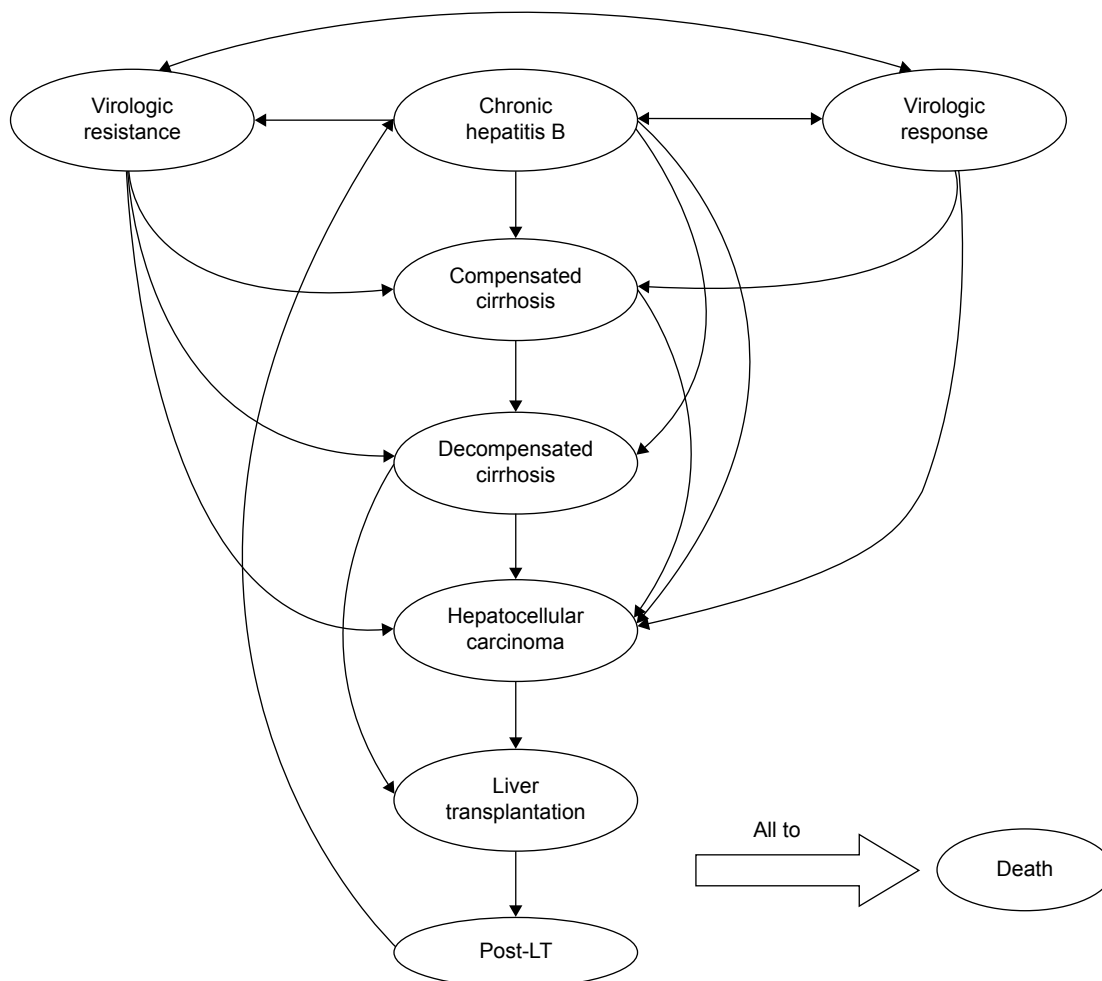 Virologic
resistance
Chronic
hepatitis B
Virologic
response
Compensated
cirrhosis
Decompensated
cirrhosis
Hepatocellular
carcinoma
Liver
transplantation
All to
Death
Post-LT